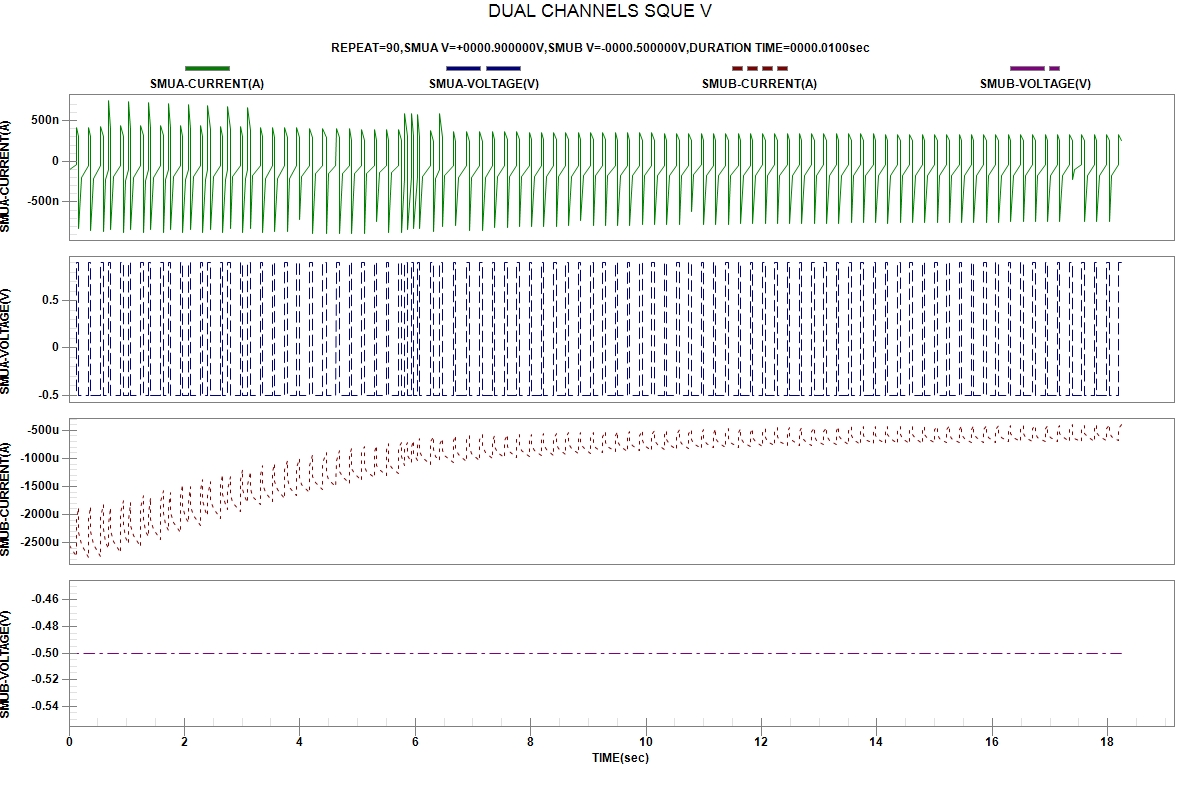 DUAL CHANNELS SQUE V
REPEAT=90,SMUA V=+0000.900000V,SMUB V=-0000.500000V,DURATION TIME=0000.0100sec
SMUA-CURRENT(A) SMUA-VOLTAGE(V) SMUB-CURRENT(A) SMUB-VOLTAGE(V)
SMUA-CURRENT(A)
500n
0
-500n
SMUA-VOLTAGE(V)
0.5
0
-0.5
SMUB-CURRENT(A)
-500u
-1000u
-1500u
-2000u
-2500u
SMUB-VOLTAGE(V)
-0.46
-0.48
-0.50
-0.52
-0.54
0 2 4 6 8 10 12 14 16 18
TIME(sec)